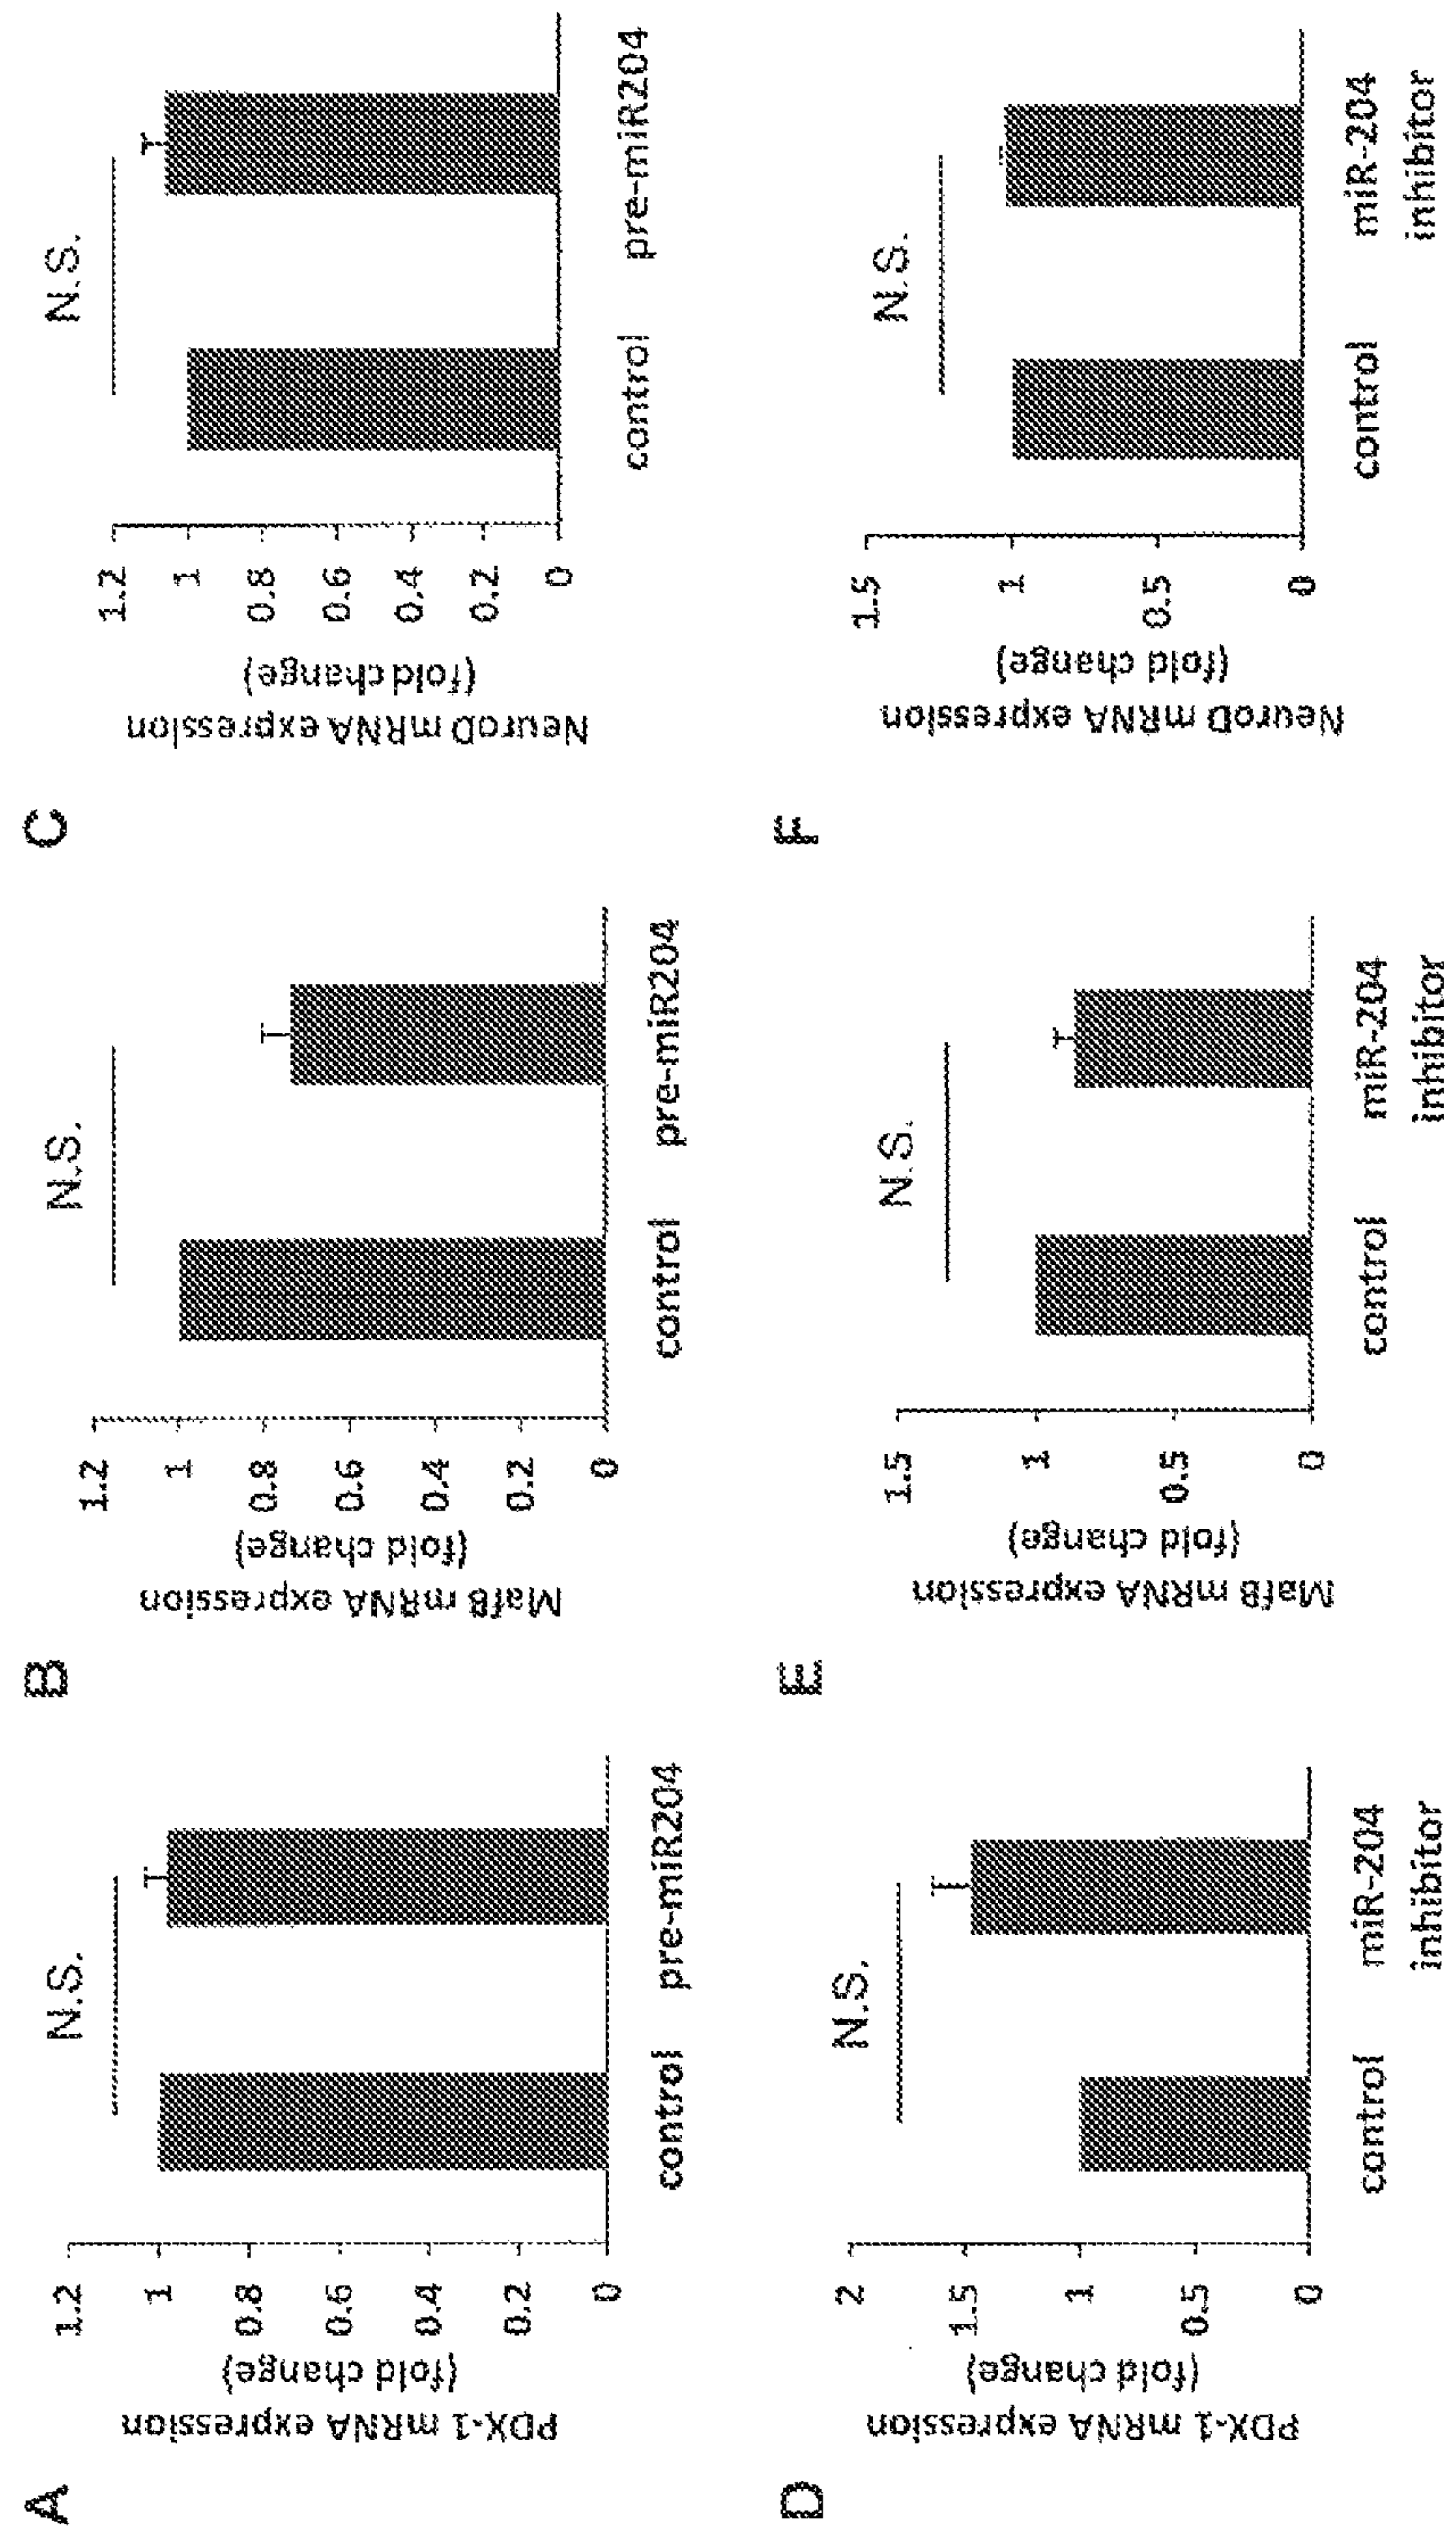 A
PDX-1 mRNA expression
(fold change)
1.2
1
0.8
0.6
0.4
0.2
0
N.S.
control pre-miR204
B
MafB mRNA expression
(fold change)
1.2
1
0.8
0.6
0.4
0.2
0
N.S.
control pre-miR204
C
NeuroD mRNA expression
(fold change)
1.2
1
0.8
0.6
0.4
0.2
0
N.S.
control pre-miR204
D
PDX-1 mRNA expression
(fold change)
2
1.5
1
0.5
0
N.S.
control miR-204
inhibitor
E
MafB mRNA expression
(fold change)
1.5
1
0.5
0
N.S.
control miR-204
inhibitor
F
NeuroD mRNA expression
(fold change)
1.5
1
0.5
0
N.S.
control miR-204
inhibitor